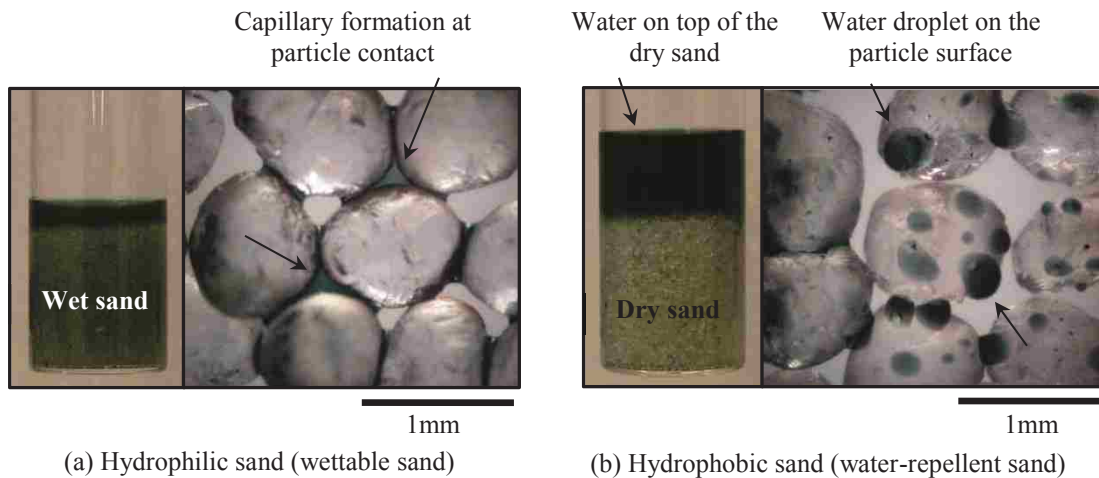 Capillary formation at
particle contact
Water on top of the
dry sand
Water droplet on the
particle surface
Wet sand
Dry sand
1mm
1mm
(a) Hydrophilic sand (wettable sand)
(b) Hydrophobic sand (water-repellent sand)